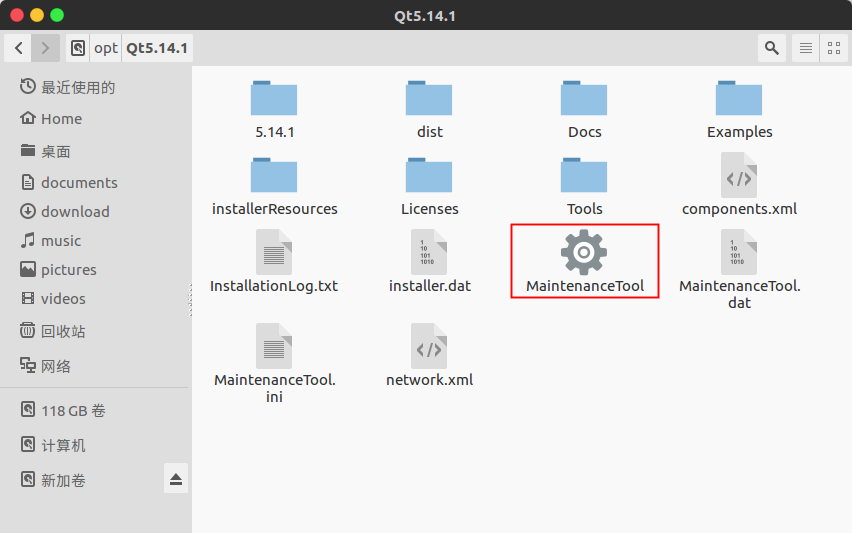 Qt5.14.1
opt Qt5.14.1
最近使用的
Home
桌面
documents
download
music
pictures
videos
回收站
网络
118 GB 卷
计算机
新加卷
5.14.1 dist Docs Examples
installerResources Licenses Tools components.xml
InstallationLog.txt installer.dat MaintenanceTool MaintenanceTool.
dat
MaintenanceTool. network.xml
ini